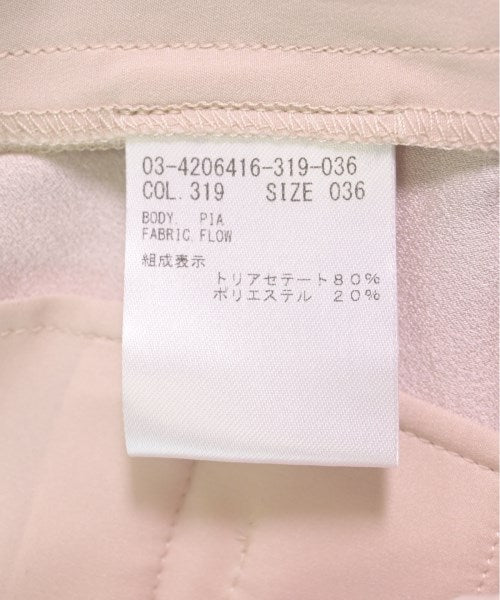 03-4206416-319-036
COL.319 SIZE 036
BODY. PIA
FABRIC.FLOW
組成表示
トリアセテート80%
ポリエステル 20%